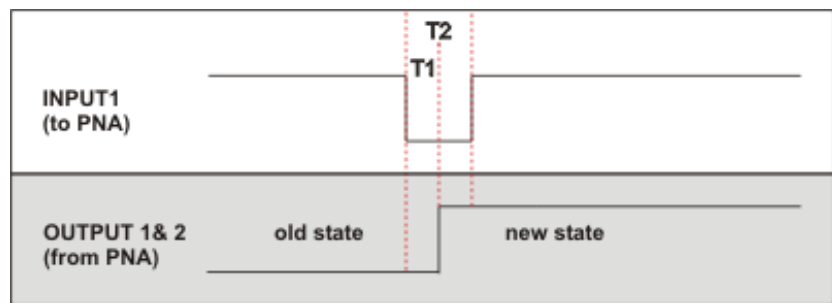 T2
T1
INPUT1
(to PNA)
OUTPUT 1& 2
(from PNA)
old state
new state